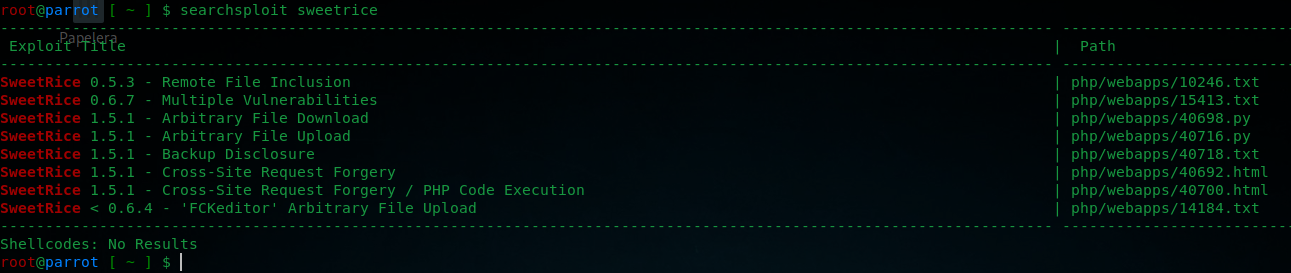 root@parrot [ ~ ] $ searchsploit sweetrice
---------------------------------------------------------------------------------------------------------------------- --------------------------
Papelera
Exploit Title | Path
---------------------------------------------------------------------------------------------------------------------- --------------------------
SweetRice 0.5.3 - Remote File Inclusion | php/webapps/10246.txt
SweetRice 0.6.7 - Multiple Vulnerabilities | php/webapps/15413.txt
SweetRice 1.5.1 - Arbitrary File Download | php/webapps/40698.py
SweetRice 1.5.1 - Arbitrary File Upload | php/webapps/40716.py
SweetRice 1.5.1 - Backup Disclosure | php/webapps/40718.txt
SweetRice 1.5.1 - Cross-Site Request Forgery | php/webapps/40692.html
SweetRice 1.5.1 - Cross-Site Request Forgery / PHP Code Execution | php/webapps/40700.html
SweetRice < 0.6.4 - 'FCKeditor' Arbitrary File Upload | php/webapps/14184.txt
---------------------------------------------------------------------------------------------------------------------- --------------------------
Shellcodes: No Results
root@parrot [ ~ ] $